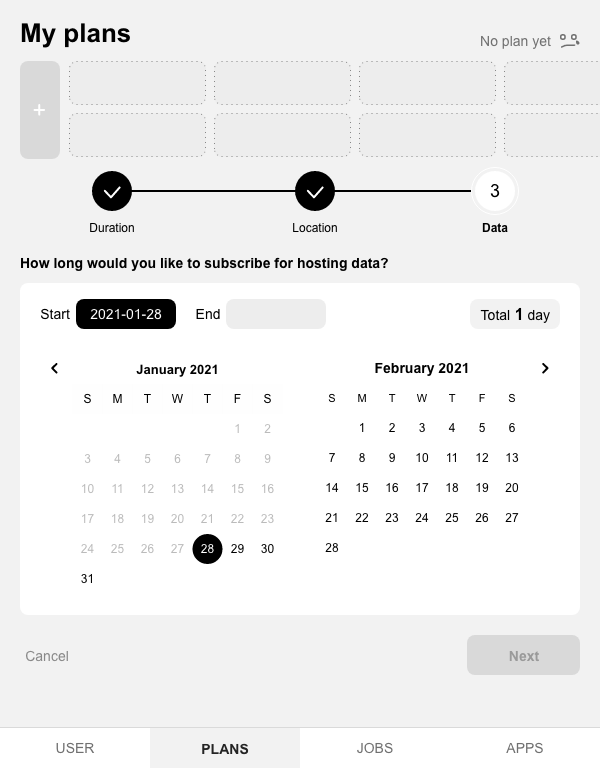 My plans
No plan yet
+
3
Duration Location Data
How long would you like to subscribe for hosting data?
Start 2021-01-28 End Total 1 day
January 2021
S M T W T F S
1 2
3 4 5 6 7 8 9
10 11 12 13 14 15 16
17 18 19 20 21 22 23
24 25 26 27 28 29 30
31
February 2021
S M T W T F S
1 2 3 4 5 6
7 8 9 10 11 12 13
14 15 16 17 18 19 20
21 22 23 24 25 26 27
28
Cancel Next
USER PLANS JOBS APPS